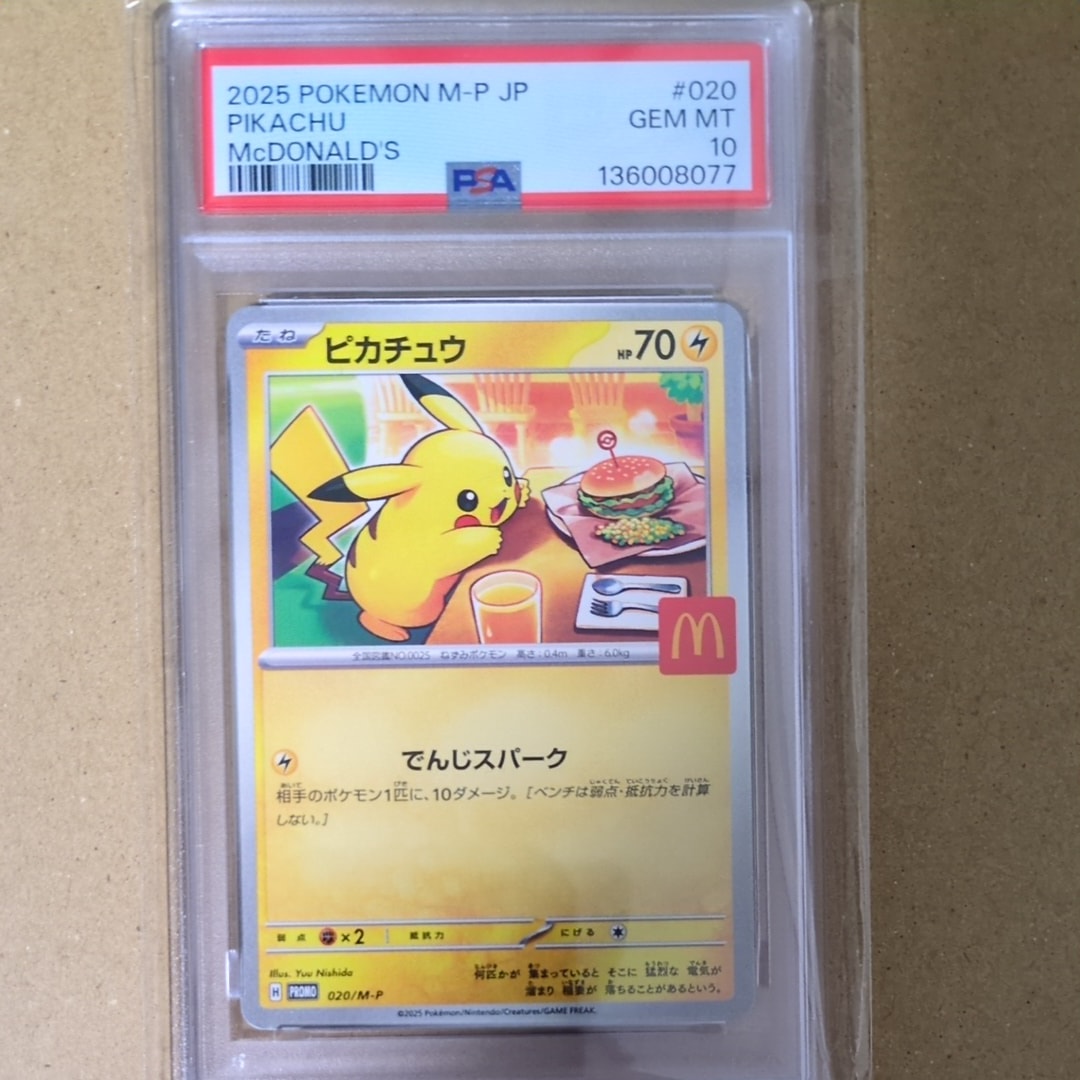 2025 POKEMON M-P JP #020
PIKACHU GEM MT
McDONALD'S 10
PSA 136008077
たね ピカチュウ HP70
全国図鑑NO.0025 ねずみポケモン 高さ:0.4m 重さ:6.0kg
でんじスパーク
相手のポケモン1匹に、10ダメージ。[ベンチは弱点・抵抗力を計算
しない。]
弱点 ×2 抵抗力 にげる
Illus. Yuu Nishida
何匹かが 集まっていると そこに 猛烈な 電気が
溜まり 稲妻が 落ちることがあるという。
H PROMO 020/M-P
©2025 Pokémon/Nintendo/Creatures/GAME FREAK.